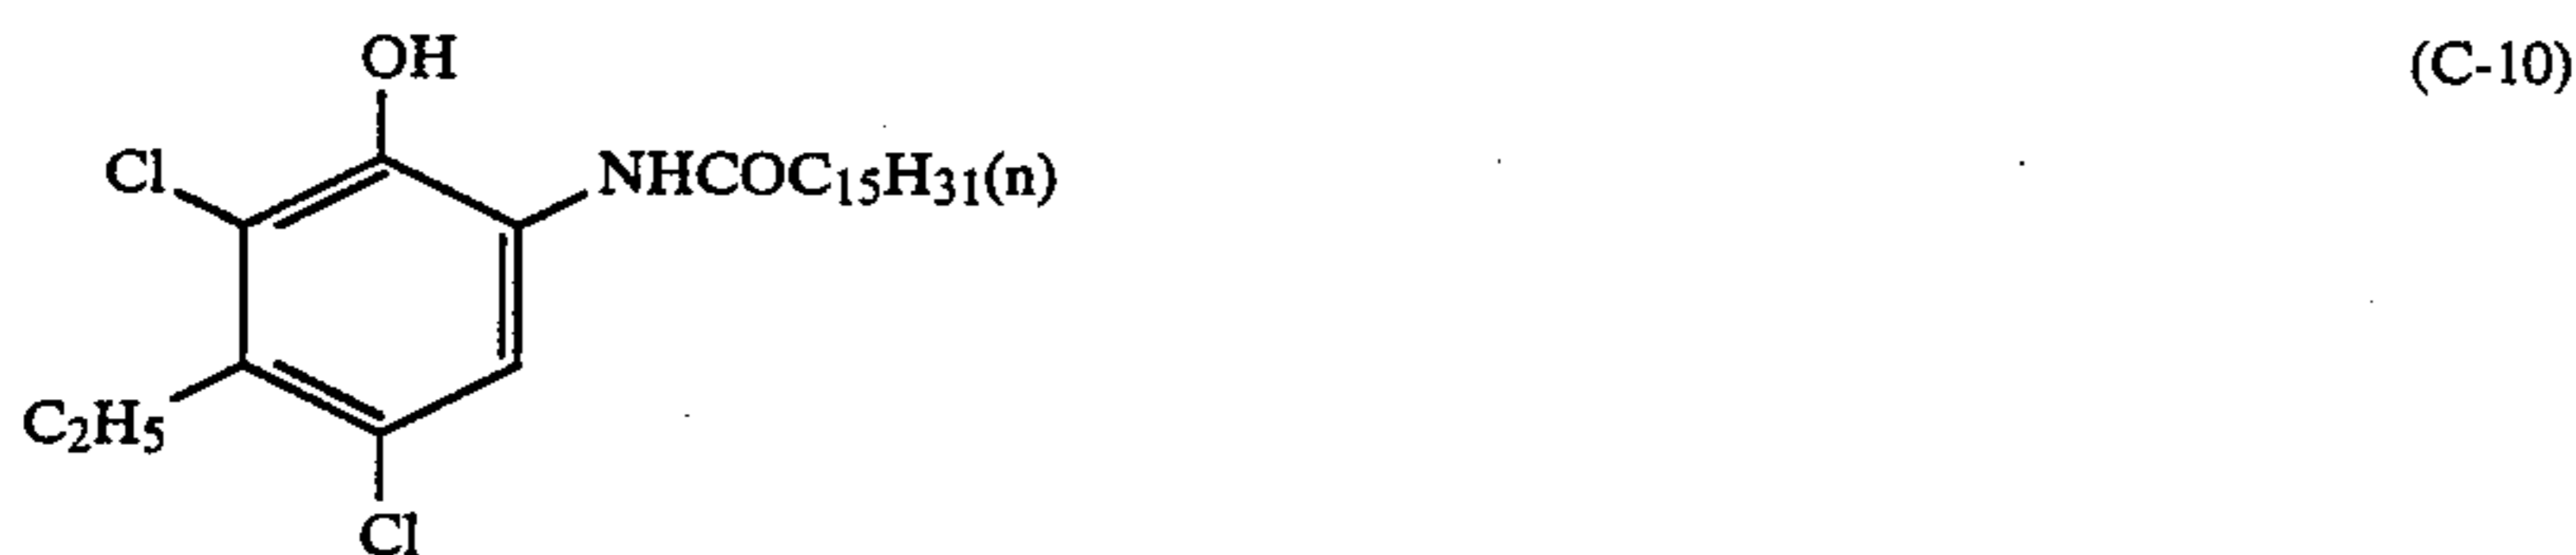 OH
(C-10)
Cl
NHCOC15H31(n)
C2H5
Cl